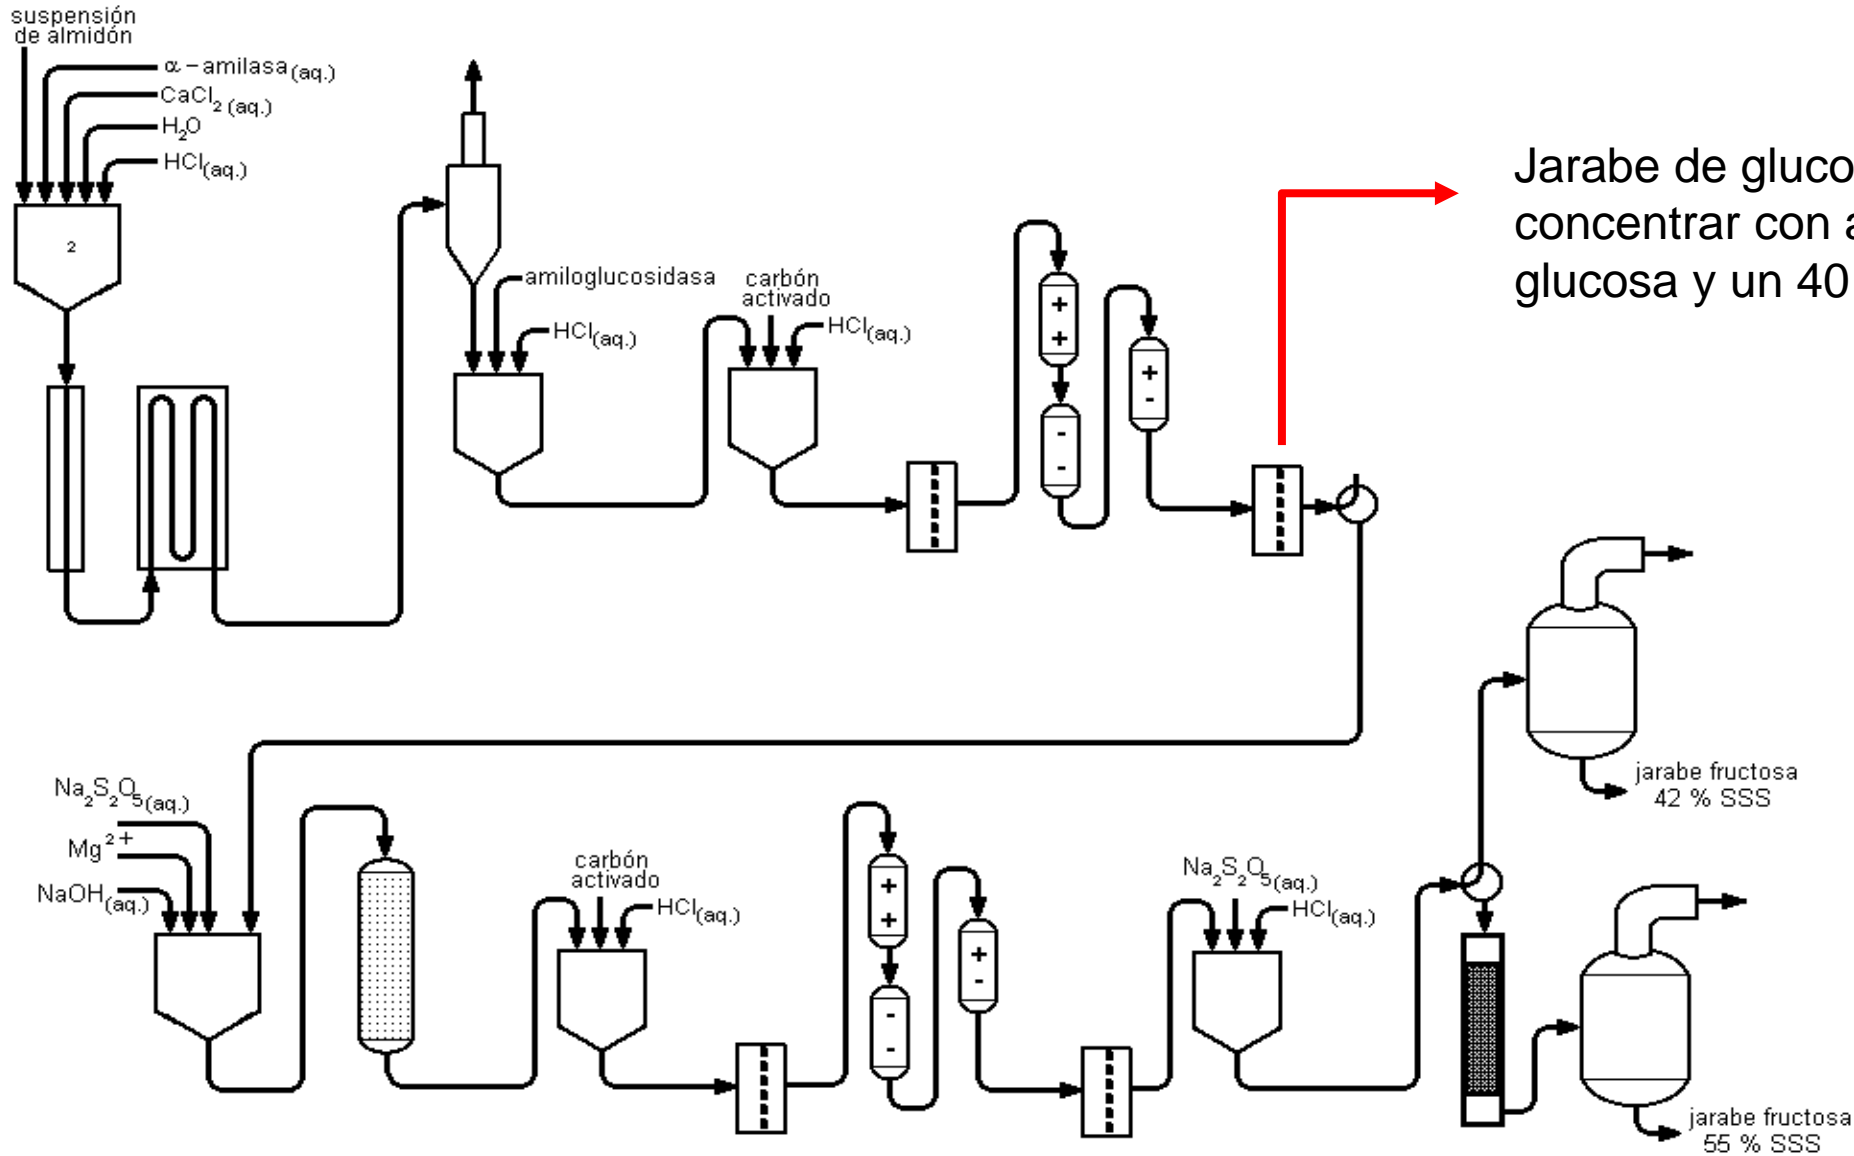 suspensión
de almidón
α-amilasa(aq.)
CaCl2 (aq.)
H2O
HCl(aq.)
2
amiloglucosidasa
HCl(aq.)
carbón
activado
HCl(aq.)
+
+
-
-
+
-
Jarabe de gluco
concentrar con a
glucosa y un 40
jarabe fructosa
42 % SSS
Na2S2O5(aq.)
Mg2+
NaOH(aq.)
carbón
activado
HCl(aq.)
+
+
-
-
+
-
Na2S2O5(aq.)
HCl(aq.)
jarabe fructosa
55 % SSS